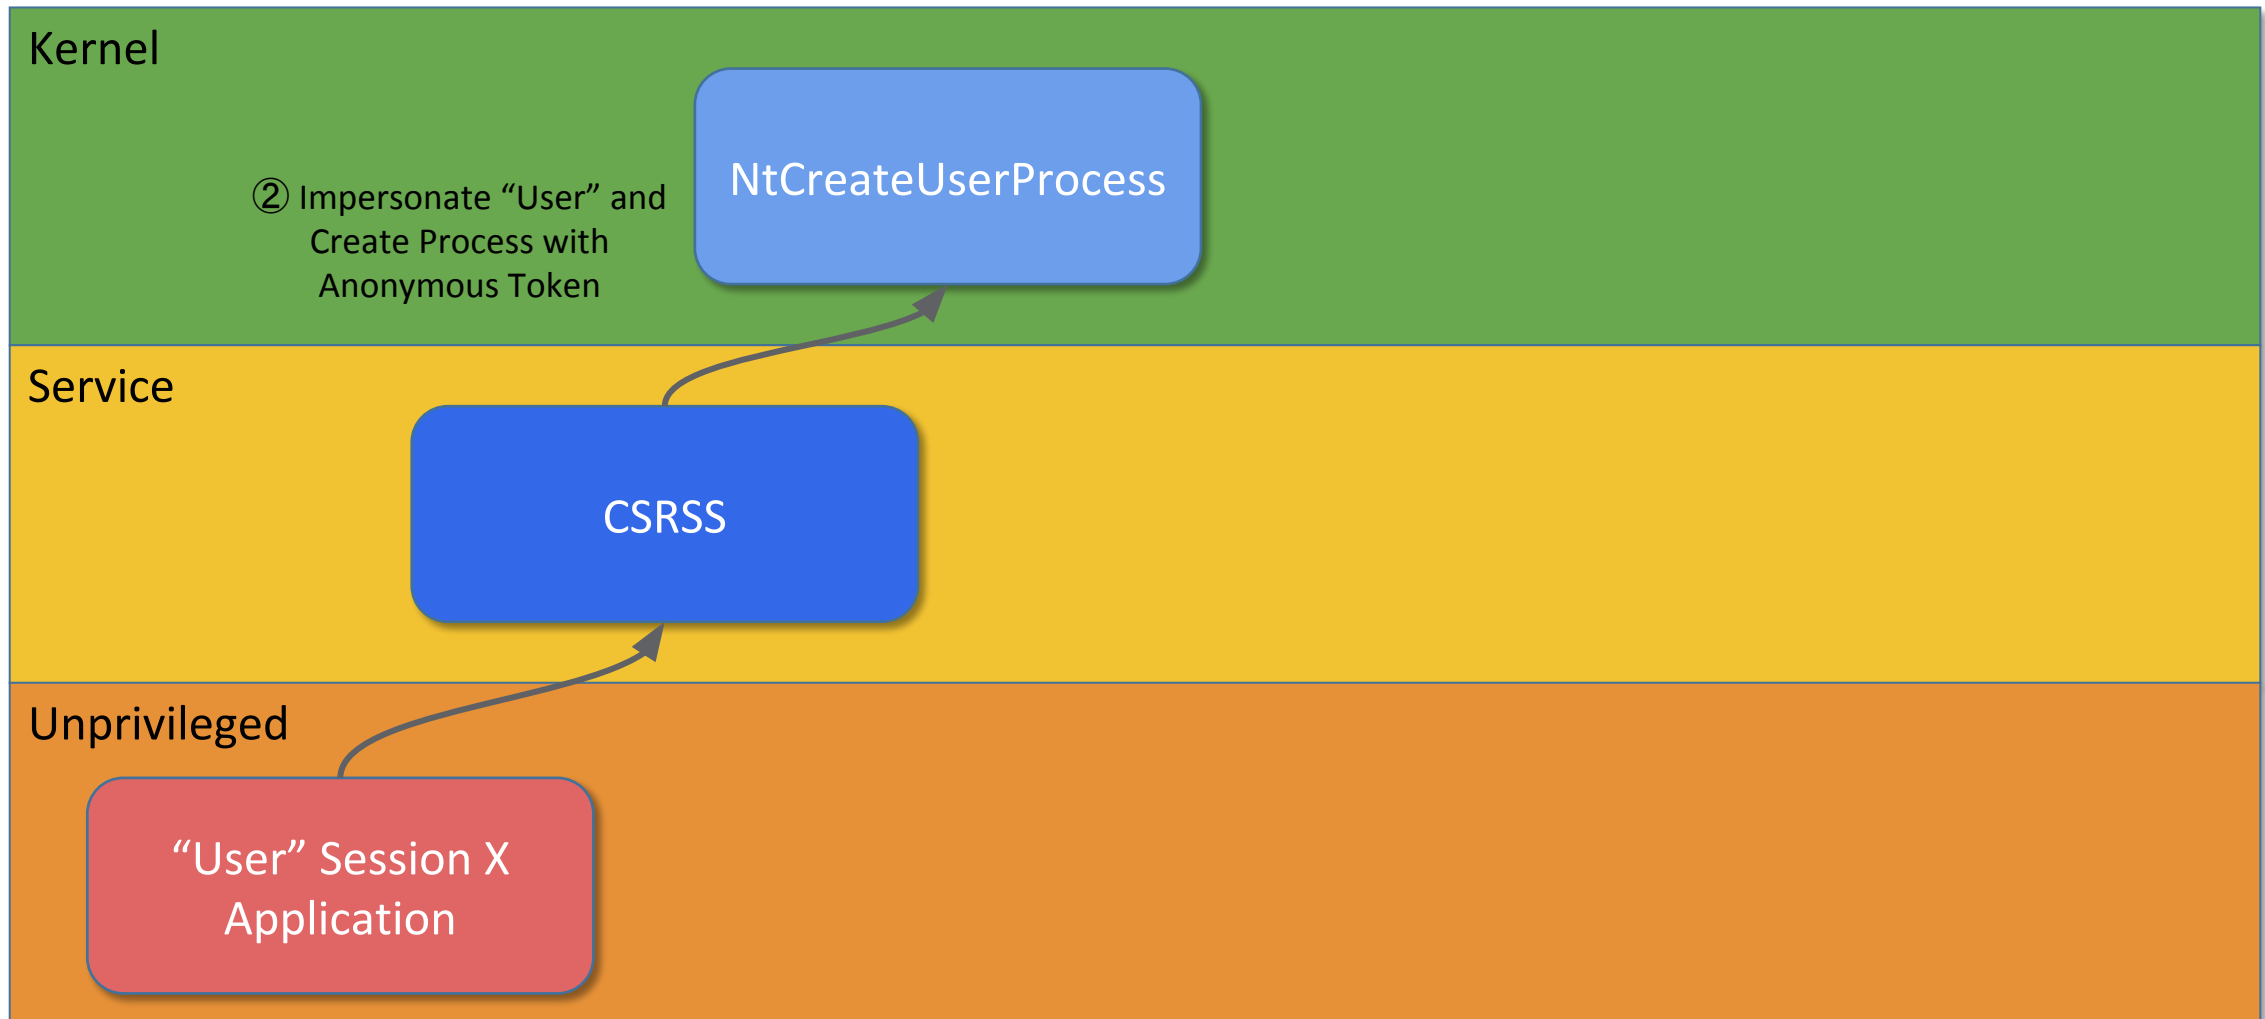 Kernel
NtCreateUserProcess
② Impersonate “User” and
Create Process with
Anonymous Token
Service
CSRSS
Unprivileged
“User” Session X
Application